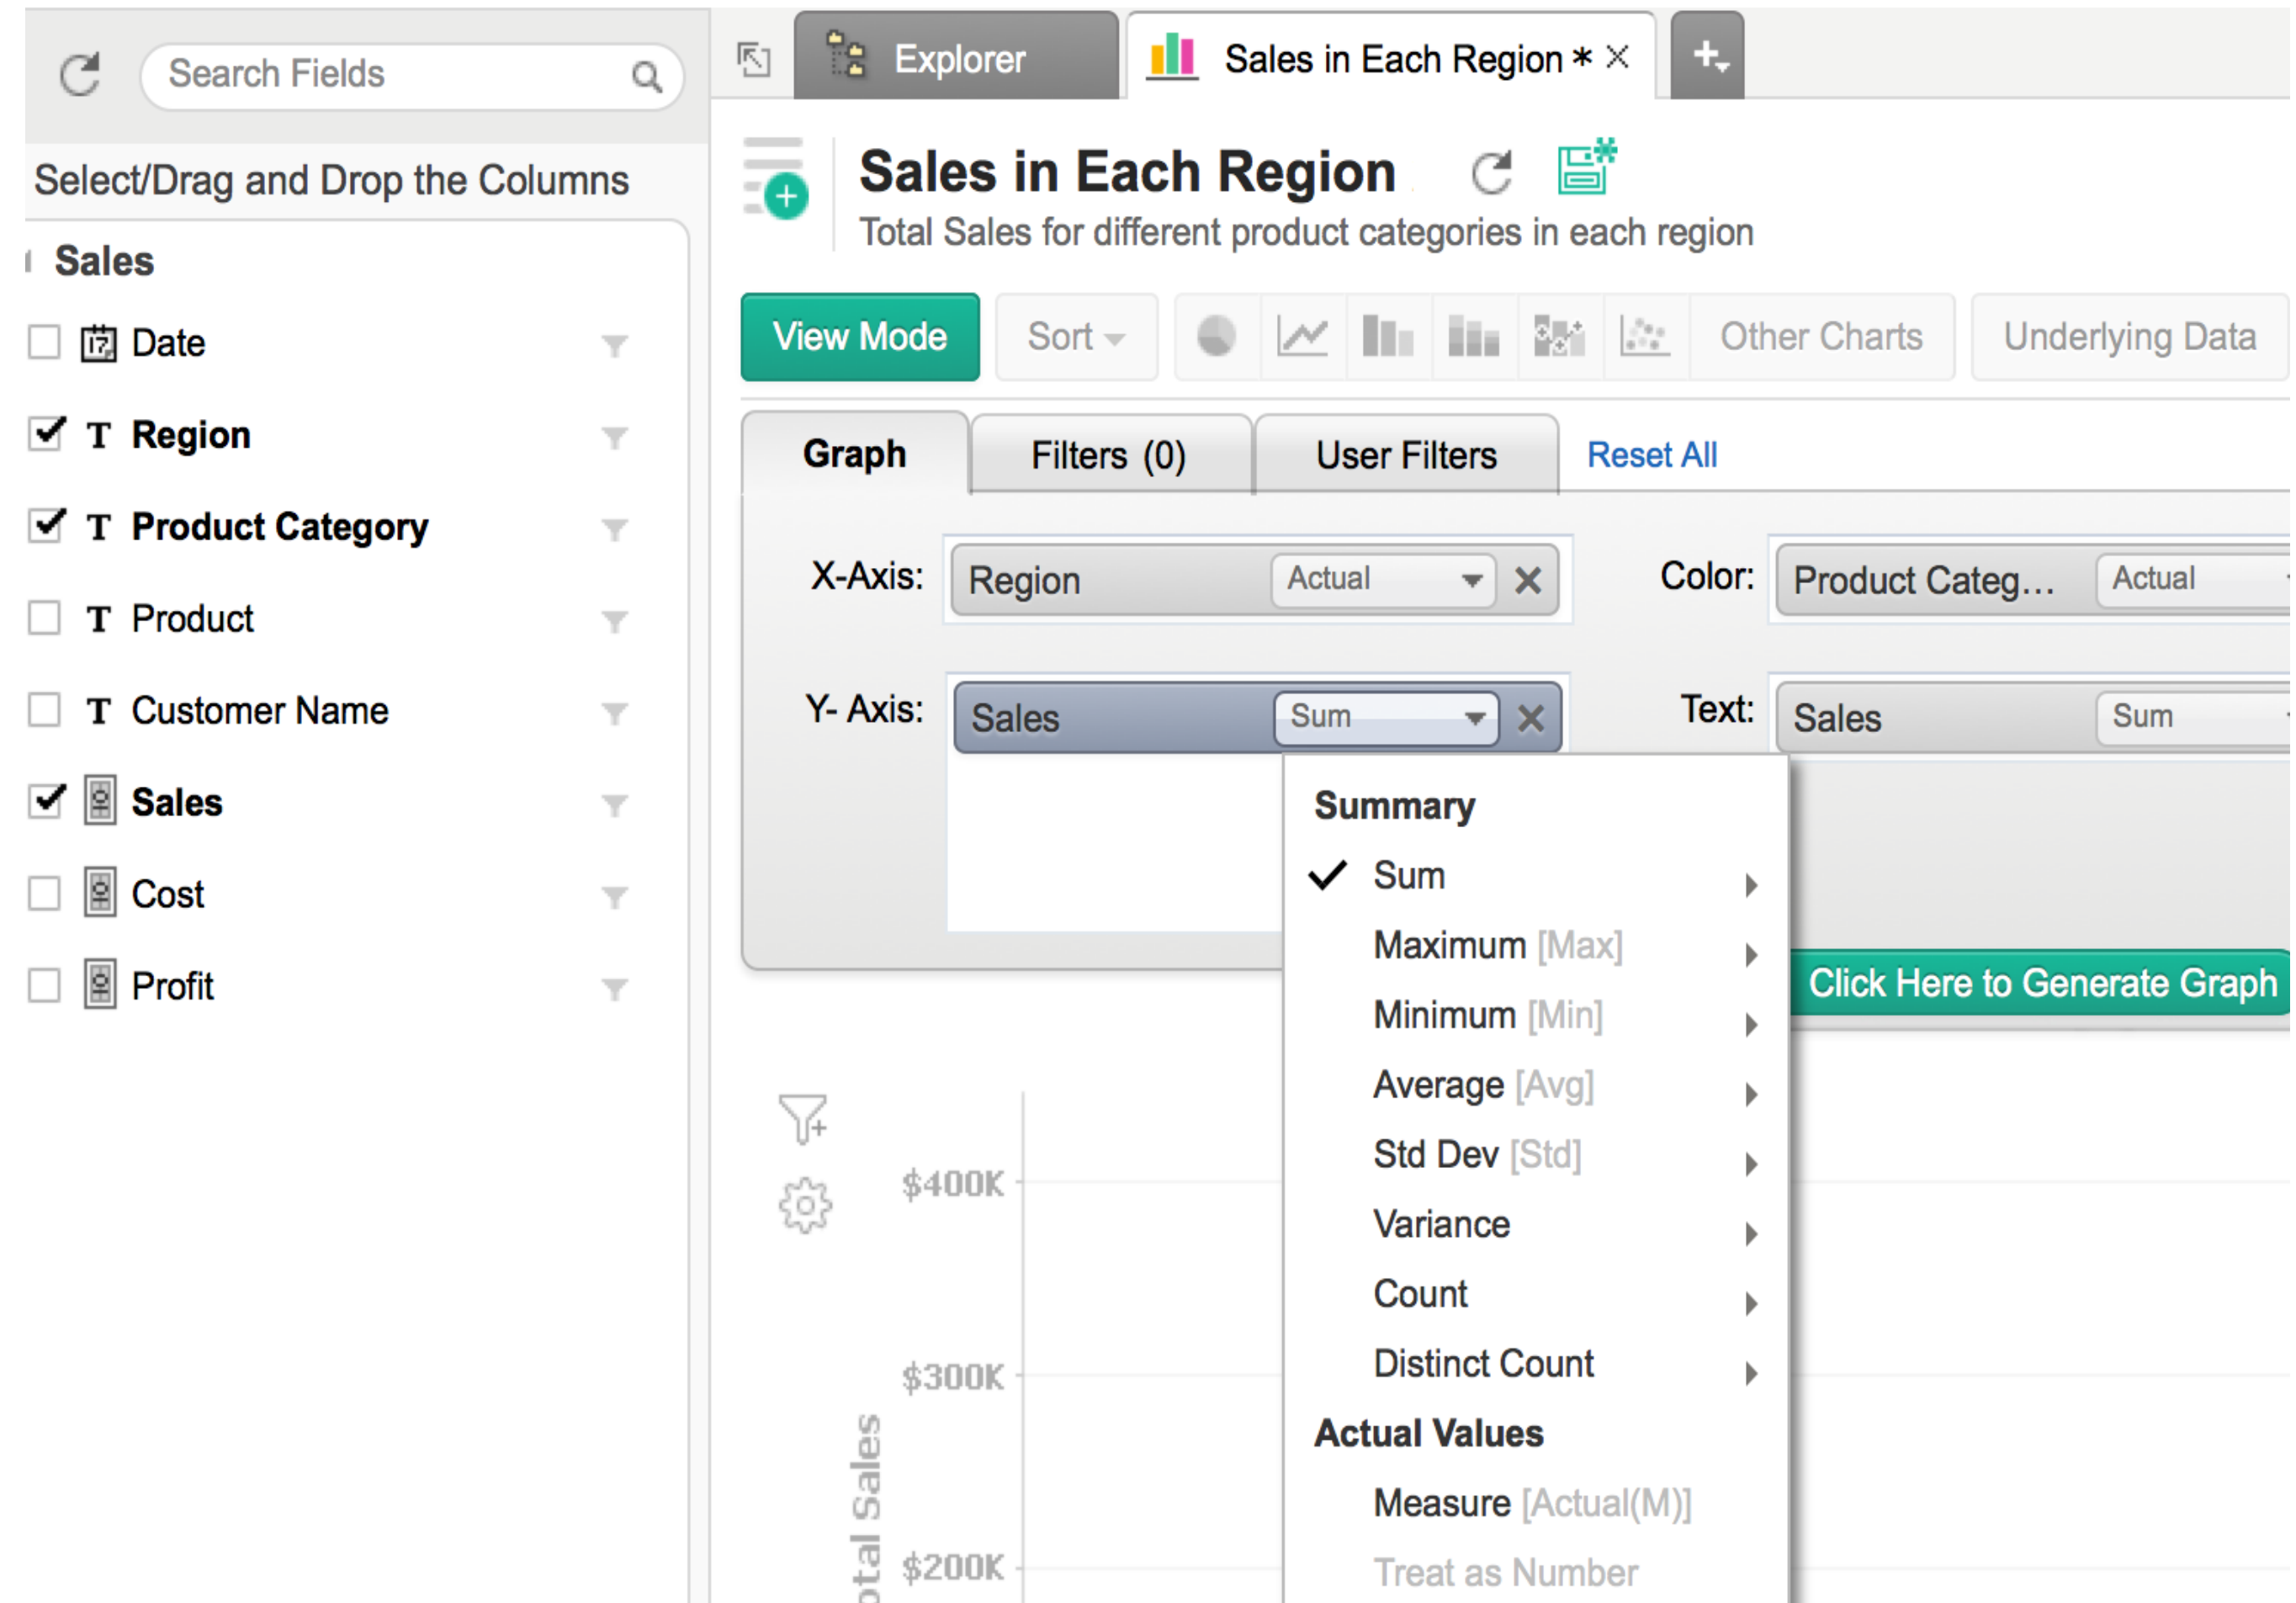 Search Fields
Select/Drag and Drop the Columns
Sales
17 Date
T Region
T Product Category
T Product
T Customer Name
Sales
Cost
Profit
Explorer
Sales in Each Region *
Sales in Each Region
Total Sales for different product categories in each region
View Mode
Sort
Other Charts
Underlying Data
Graph
Filters (0)
User Filters
Reset All
X-Axis: Region Actual
Color: Product Categ... Actual
Y- Axis: Sales Sum
Text: Sales Sum
Summary
Sum
Maximum [Max]
Minimum [Min]
Average [Avg]
Std Dev [Std]
Variance
Count
Distinct Count
Actual Values
Measure [Actual(M)]
Treat as Number
Click Here to Generate Graph
$400K
$300K
$200K
otal Sales